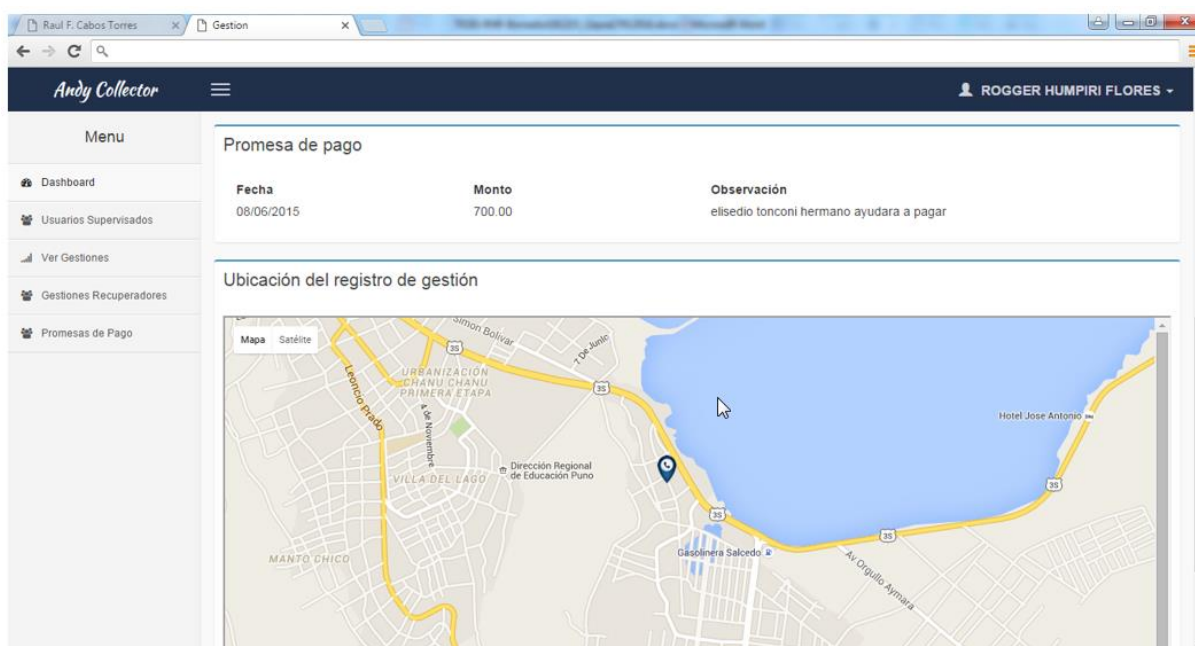 Raul F. Cabos Torres
Gestion
Andy Collector
ROGGER HUMPIRI FLORES
Menu
Dashboard
Usuarios Supervisados
Ver Gestiones
Gestiones Recuperadores
Promesas de Pago
Promesa de pago
Fecha Monto Observación
08/06/2015 700.00 elisedio tonconi hermano ayudara a pagar
Ubicación del registro de gestión
Mapa Satélite
Simon Bolivar
7 De Junio
3S
URBANIZACIÓN
CHANU CHANU
PRIMERA ETAPA
3S
Leoncio Prado
4 de Noviembre
Hotel Jose Antonio
Dirección Regional
de Educación Puno
VILLA DEL LAGO
3S
3S
3S
Gasolinera Salcedo
MANTO CHICO
Av Orgullo Aymara